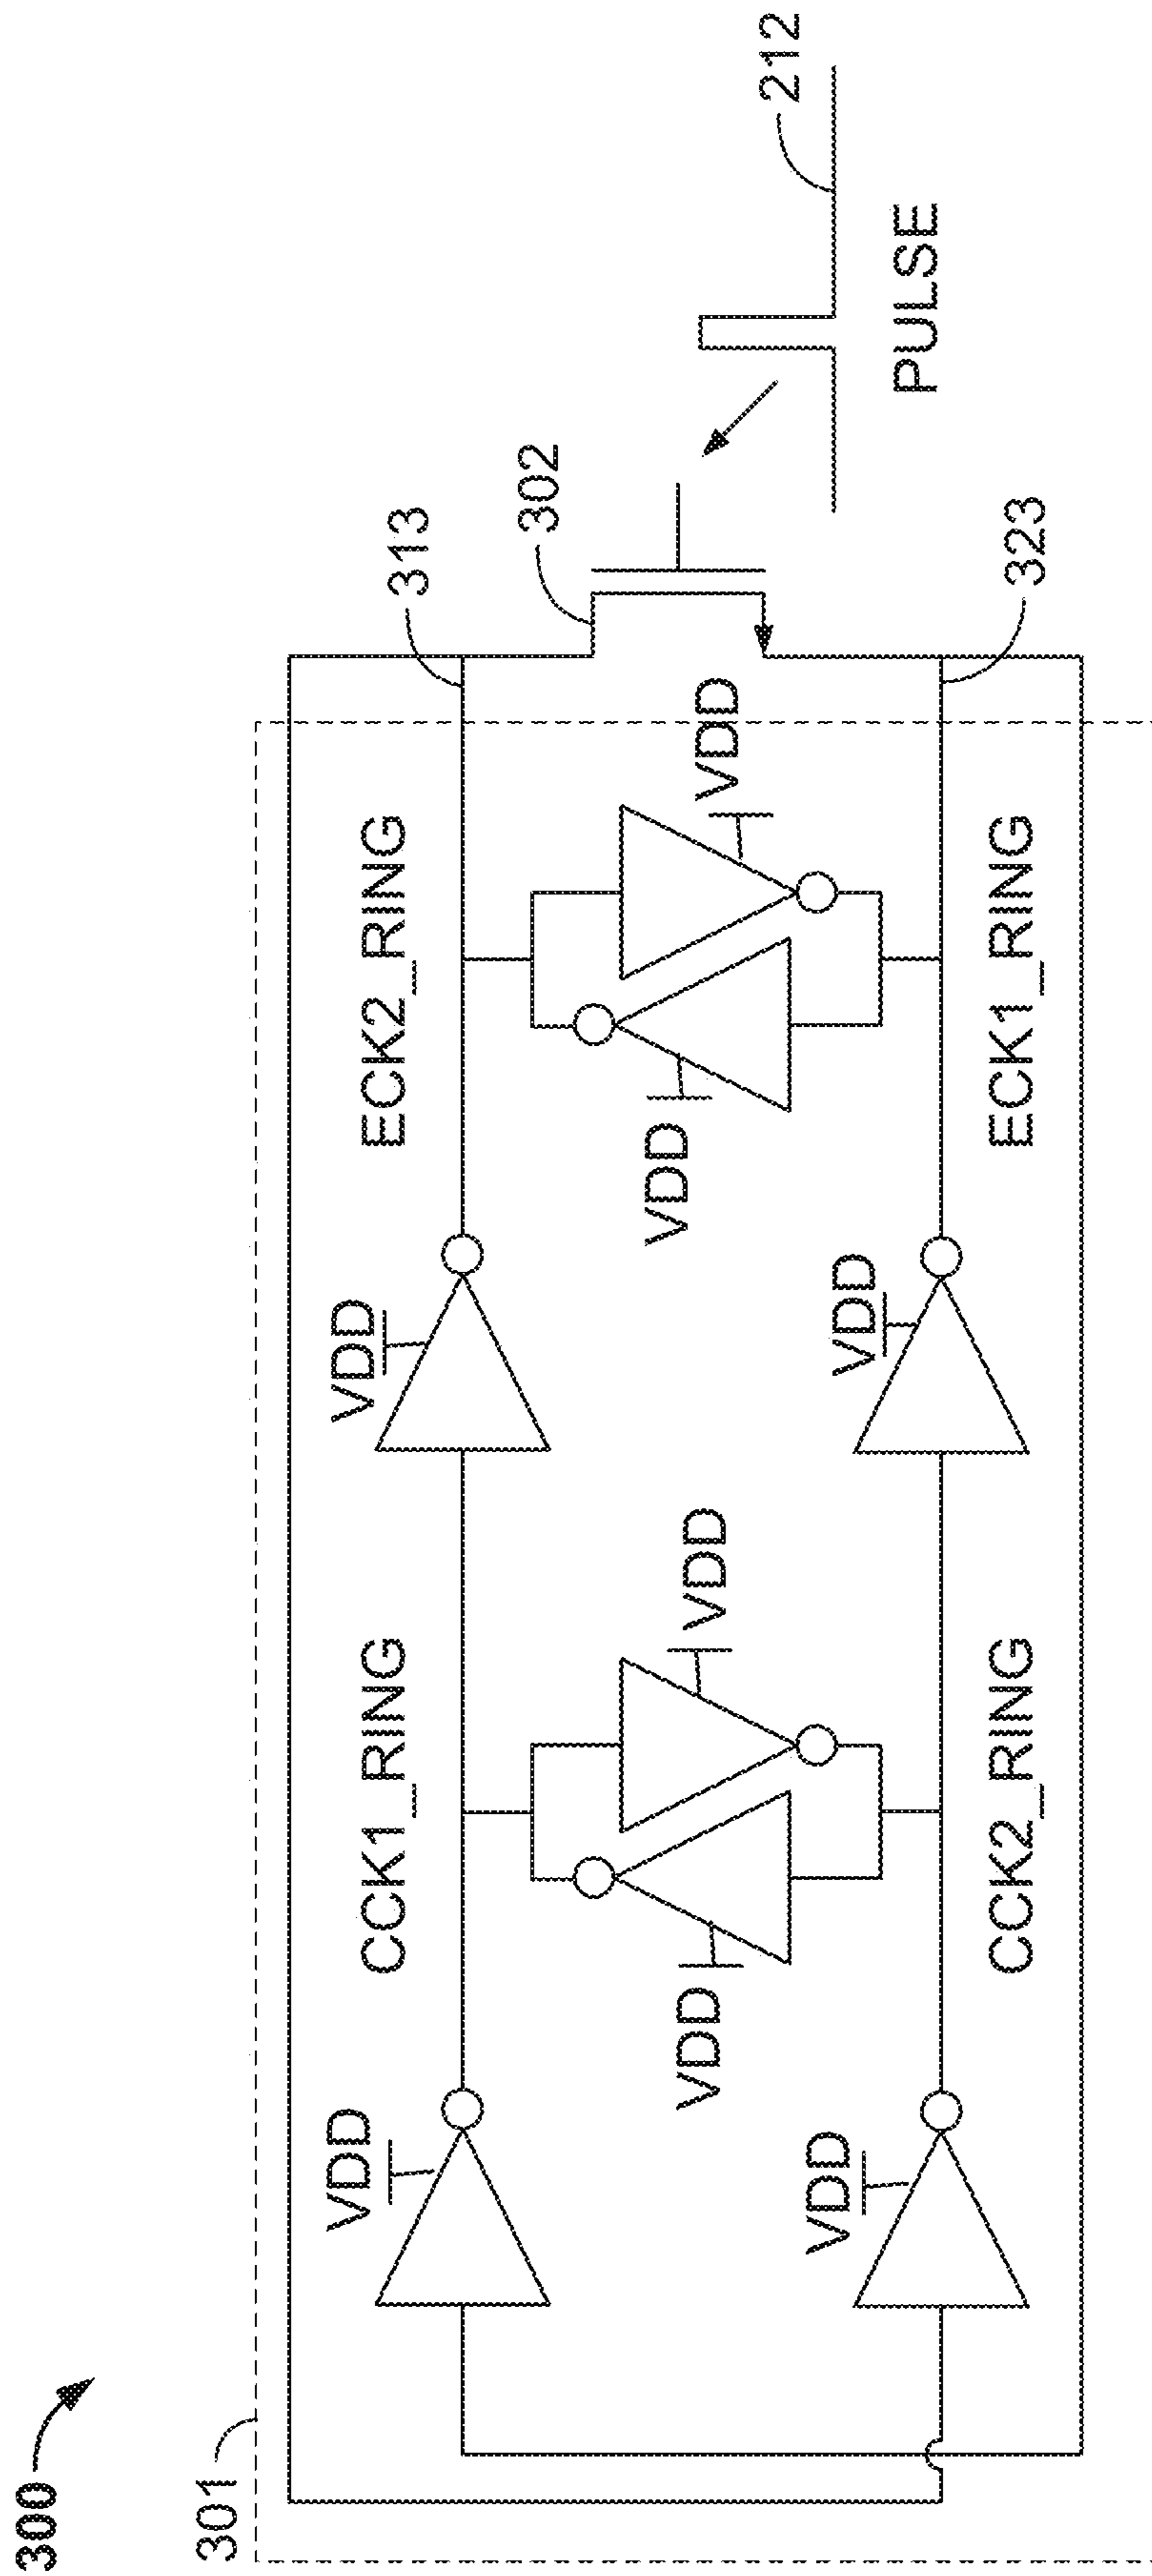 300
301
VDD
CCK1_RING
VDD
ECK2_RING
313
302
212
VDD
VDD
VDD
VDD
PULSE
VDD
CCK2_RING
VDD
ECK1_RING
323